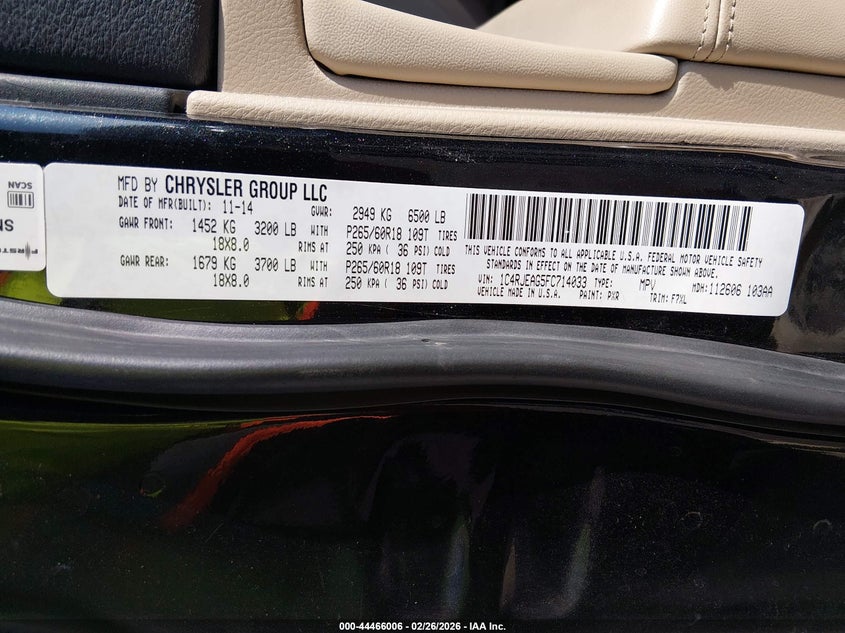 MFD BY CHRYSLER GROUP LLC
DATE OF MFR(BUILT): 11-14 GVWR: 2949 KG 6500 LB
GAWR FRONT: 1452 KG 3200 LB WITH P265/60R18 109T TIRES
18X8.0 RIMS AT 250 KPA ( 36 PSI) COLD
GAWR REAR: 1679 KG 3700 LB WITH P265/60R18 109T TIRES
18X8.0 RIMS AT 250 KPA ( 36 PSI) COLD
THIS VEHICLE CONFORMS TO ALL APPLICABLE U.S.A. FEDERAL MOTOR VEHICLE SAFETY
STANDARDS IN EFFECT ON THE DATE OF MANUFACTURE SHOWN ABOVE.
VIN: 1C4RJEAG5FC714033 TYPE: MPV MDH: 112606 103AA
VEHICLE MADE IN U.S.A. PAINT: PXR TRIM: F7XL
SCAN
000-44466006 - 02/26/2026 - IAA Inc.